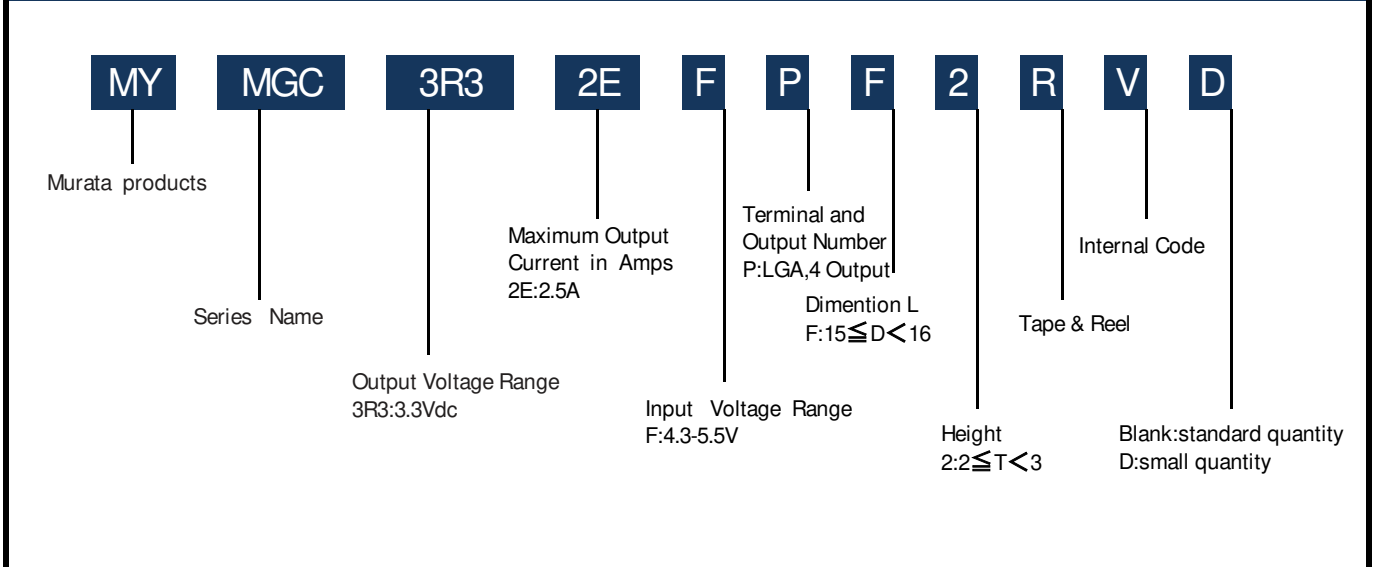 MY MGC 3R3 2E F P F 2 R V D
Murata products
Series Name
Output Voltage Range
3R3:3.3Vdc
Maximum Output
Current in Amps
2E:2.5A
Input Voltage Range
F:4.3-5.5V
Terminal and
Output Number
P:LGA,4 Output
Dimention L
F:15≦D<16
Height
2:2≦T<3
Tape & Reel
Internal Code
Blank:standard quantity
D:small quantity